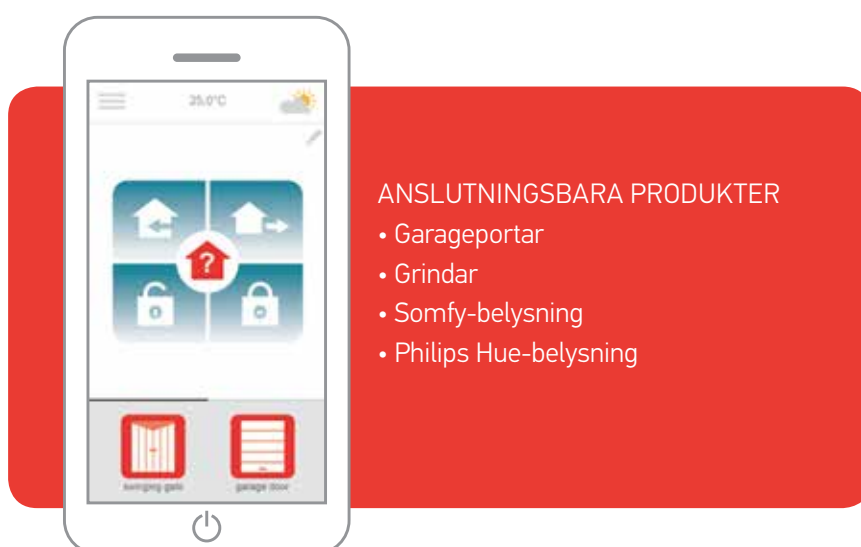 25.0°C
?
swinging gate
garage door
ANSLUTNINGSBARA PRODUKTER
• Garageportar
• Grindar
• Somfy-belysning
• Philips Hue-belysning